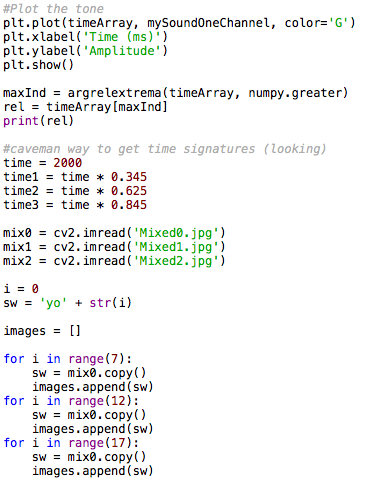 #Plot the tone
plt.plot(timeArray, mySoundOneChannel, color='G')
plt.xlabel('Time (ms)')
plt.ylabel('Amplitude')
plt.show()

maxInd = argrelextrema(timeArray, numpy.greater)
rel = timeArray[maxInd]
print(rel)

#caveman way to get time signatures (looking)
time = 2000
time1 = time * 0.345
time2 = time * 0.625
time3 = time * 0.845

mix0 = cv2.imread('Mixed0.jpg')
mix1 = cv2.imread('Mixed1.jpg')
mix2 = cv2.imread('Mixed2.jpg')

i = 0
sw = 'yo' + str(i)

images = []

for i in range(7):
    sw = mix0.copy()
    images.append(sw)
for i in range(12):
    sw = mix0.copy()
    images.append(sw)
for i in range(17):
    sw = mix0.copy()
    images.append(sw)